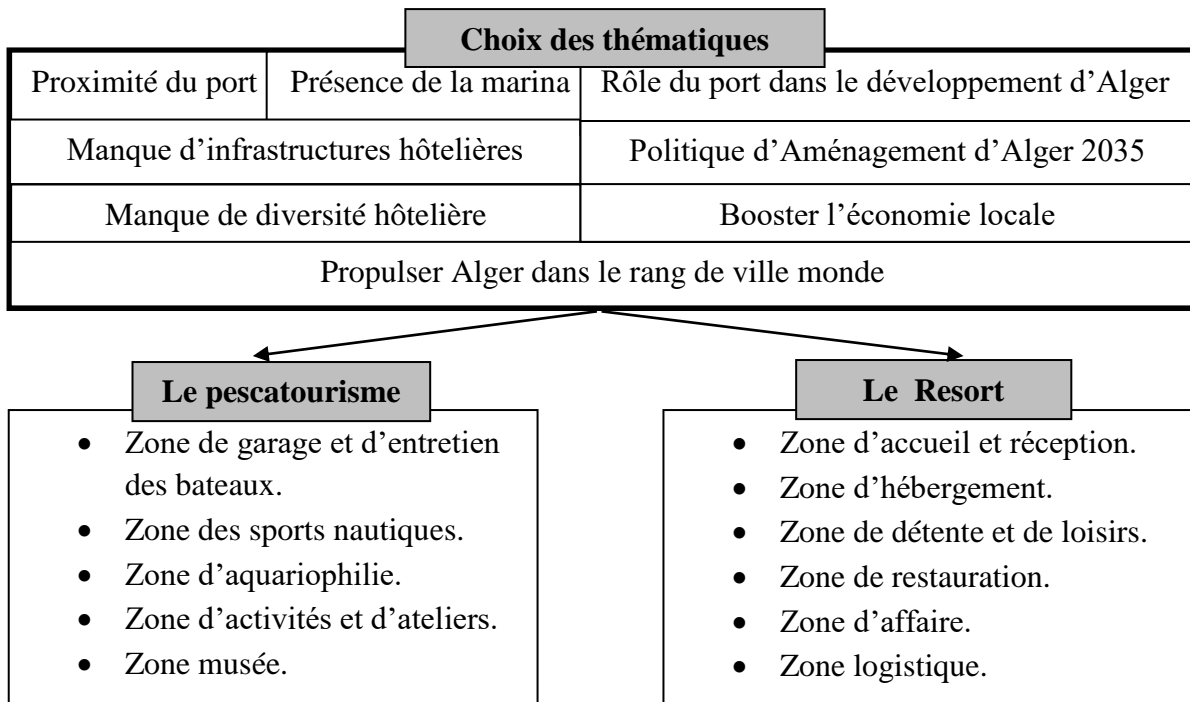 Choix des thématiques
Proximité du port
Présence de la marina
Rôle du port dans le développement d’Alger
Manque d’infrastructures hôtelières
Politique d’Aménagement d’Alger 2035
Manque de diversité hôtelière
Booster l’économie locale
Propulser Alger dans le rang de ville monde
Le pescatourisme
• Zone de garage et d’entretien
des bateaux.
• Zone des sports nautiques.
• Zone d’aquariophilie.
• Zone d’activités et d’ateliers.
• Zone musée.
Le Resort
• Zone d’accueil et réception.
• Zone d’hébergement.
• Zone de détente et de loisirs.
• Zone de restauration.
• Zone d’affaire.
• Zone logistique.